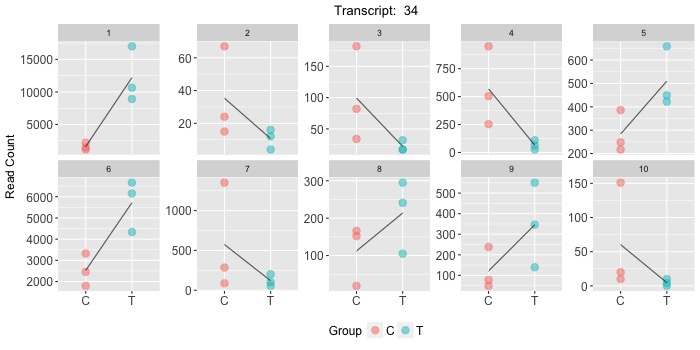 Transcript: 34
1 2 3 4 5
15000 60 150 750 600
10000 40 100 500 500
5000 20 50 250 400
0 300
200
6 7 8 9 10
6000 1000 300 500 150
5000 500 200 400 100
4000 0 100 300 50
3000 200 0
2000 100
C T C T C T C T C T
Read Count
Group C T